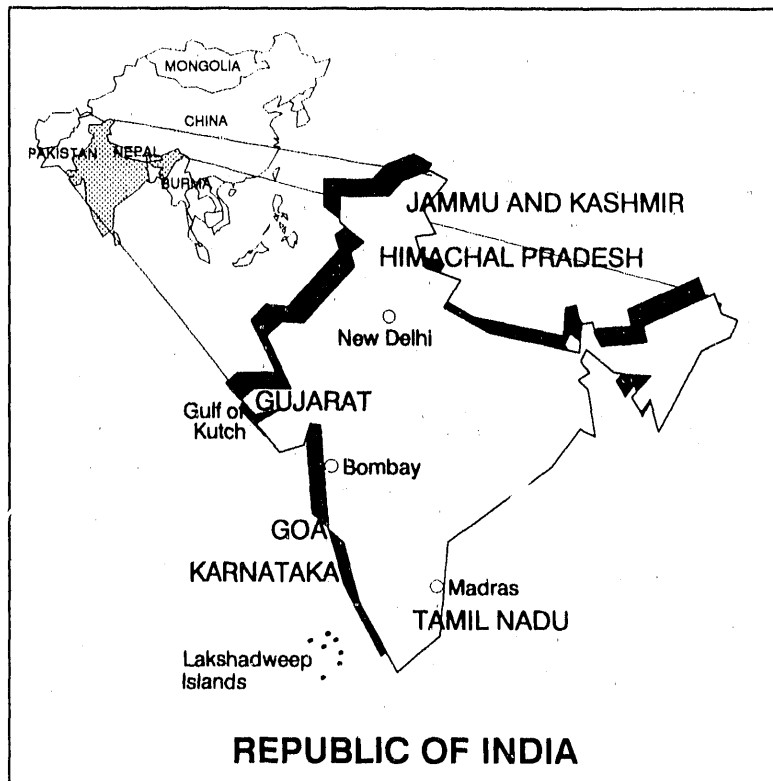 MONGOLIA
CHINA
PAKISTAN
NEPAL
BURMA
JAMMU AND KASHMIR
HIMACHAL PRADESH
New Delhi
GUJARAT
Gulf of
Kutch
Bombay
GOA
KARNATAKA
Madras
TAMIL NADU
Lakshadweep
Islands
REPUBLIC OF INDIA